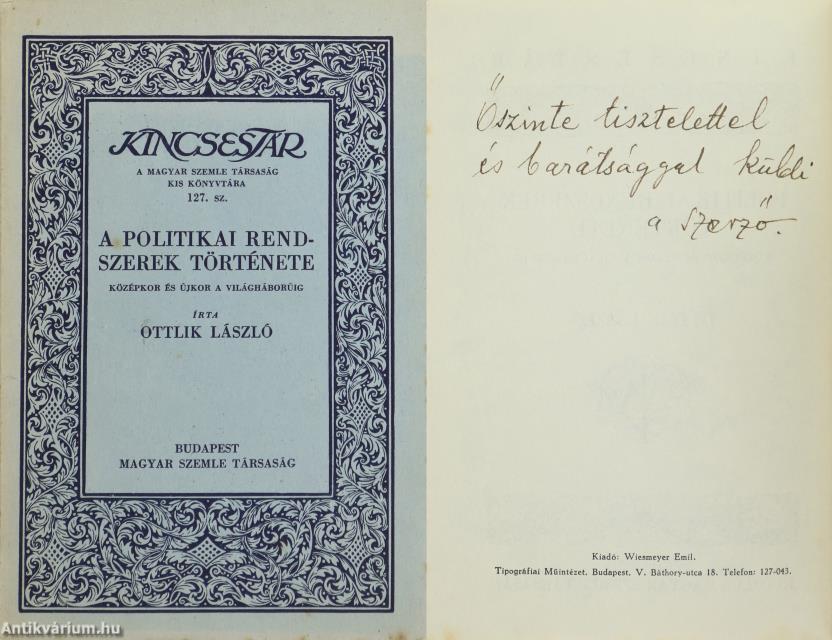 KINCSESTÁR
A MAGYAR SZEMLE TÁRSASÁG
KIS KÖNYVTÁRA
127. SZ.
A POLITIKAI REND-
SZEREK TÖRTÉNETE
KÖZÉPKOR ÉS ÚJKOR A VILÁGHÁBORÚIG
ÍRTA
OTTLIK LÁSZLÓ
BUDAPEST
MAGYAR SZEMLE TÁRSASÁG
Őszinte tisztelettel
és barátsággal küldi
a szerző.
Kiadó: Wiesmeyer Emil.
Tipográfiai Műintézet, Budapest, V. Báthory-utca 18. Telefon: 127-043.
Antikvárium.hu